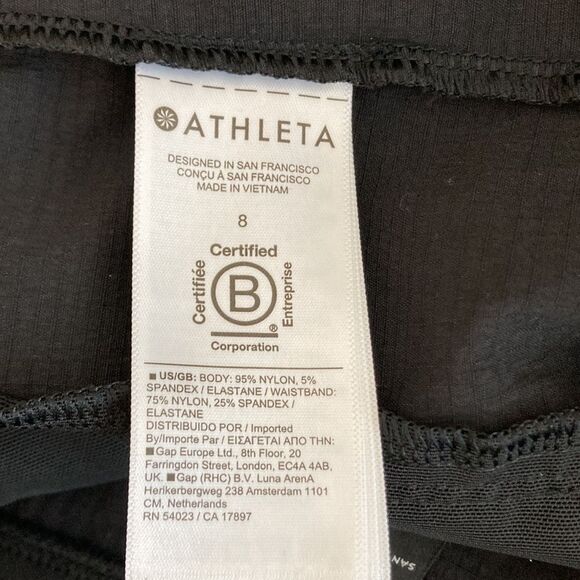 ATHLETA
DESIGNED IN SAN FRANCISCO
CONÇU À SAN FRANCISCO
MADE IN VIETNAM
8
Certified
Certifiée
B
Entreprise
®
Corporation
■ US/GB: BODY: 95% NYLON, 5%
SPANDEX / ELASTANE / WAISTBAND:
75% NYLON, 25% SPANDEX /
ELASTANE
DISTRIBUIDO POR / Imported
By/Importe Par / ΕΙΣΑΓΕΤΑΙ ΑΠΟ ΤΗΝ:
■ Gap Europe Ltd., 8th Floor, 20
Farringdon Street, London, EC4A 4AB,
UK. ■ Gap (RHC) B.V. Luna ArenA
Herikerbergweg 238 Amsterdam 1101
CM, Netherlands
RN 54023 / CA 17897
SAN